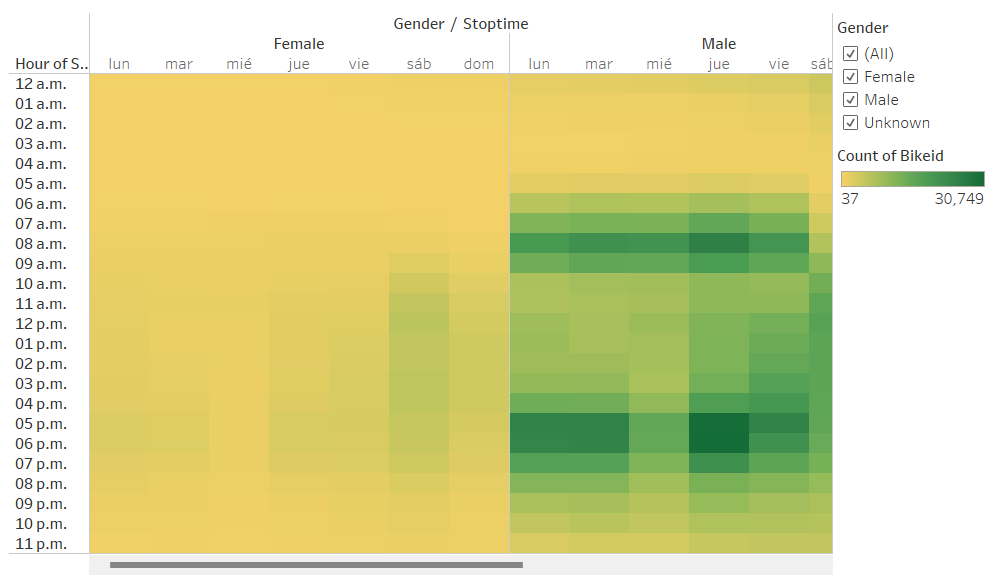 Gender / Stoptime
Female Male
Hour of S.. lun mar mié jue vie sáb dom lun mar mié jue vie sáb
12 a.m.
01 a.m.
02 a.m.
03 a.m.
04 a.m.
05 a.m.
06 a.m.
07 a.m.
08 a.m.
09 a.m.
10 a.m.
11 a.m.
12 p.m.
01 p.m.
02 p.m.
03 p.m.
04 p.m.
05 p.m.
06 p.m.
07 p.m.
08 p.m.
09 p.m.
10 p.m.
11 p.m.
Gender
(All)
Female
Male
Unknown
Count of Bikeid
37 30,749